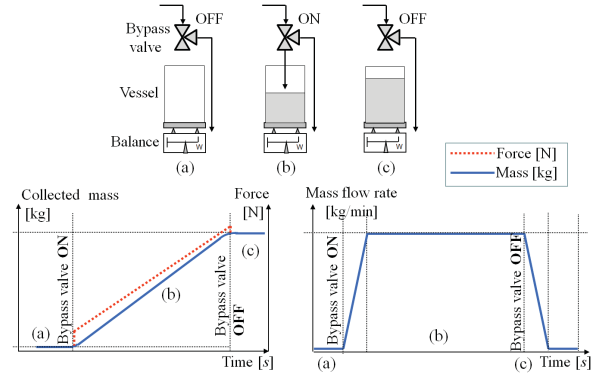 OFF
ON
OFF
Bypass
valve
Vessel
Balance
W
W
W
(a)
(b)
(c)
Force [N]
Mass [kg]
Collected mass
[kg]
Force
[N]
Bypass valve ON
Bypass valve
OFF
(a)
(b)
(c)
Time [s]
Mass flow rate
[kg/min]
Bypass valve ON
Bypass valve OFF
(a)
(b)
(c)
Time [s]